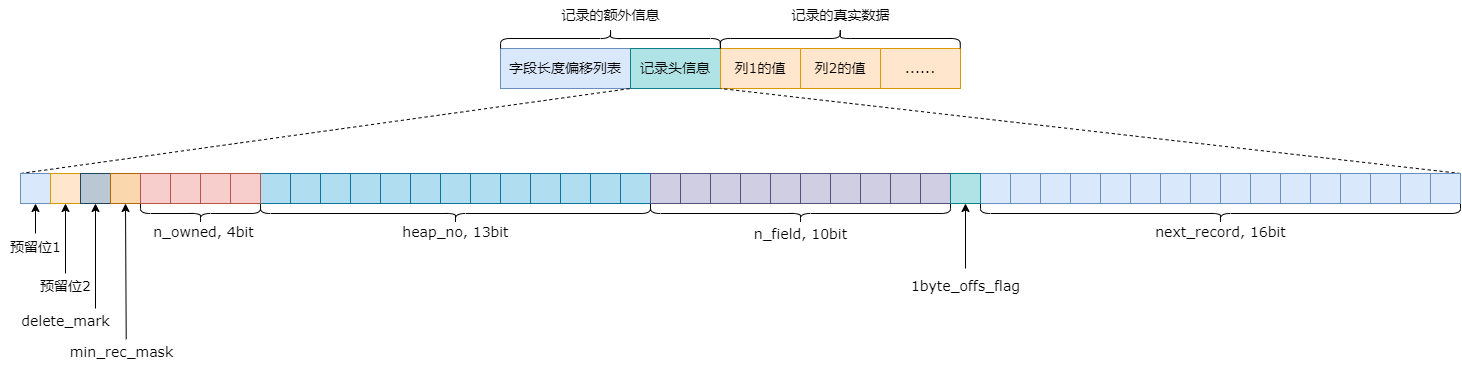 记录的额外信息
记录的真实数据
字段长度偏移列表
记录头信息
列1的值
列2的值
......
n_owned, 4bit
heap_no, 13bit
n_field, 10bit
next_record, 16bit
预留位1
预留位2
1byte_offs_flag
delete_mark
min_rec_mask